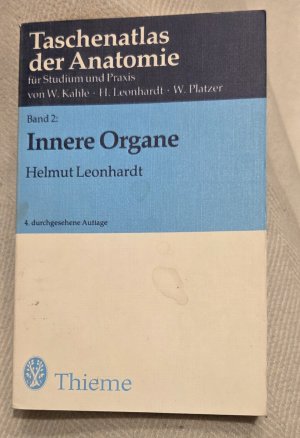 Taschenatlas
der Anatomie
für Studium und Praxis
von W. Kahle · H. Leonhardt · W. Platzer
Band 2:
Innere Organe
Helmut Leonhardt
4. durchgesehene Auflage
Thieme